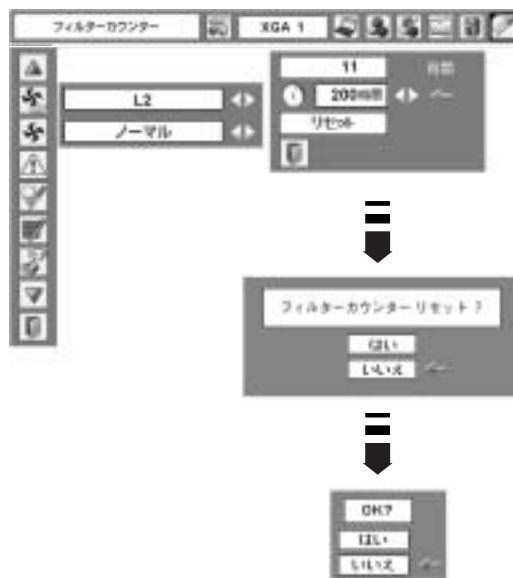 フィルターカウンター
XGA 1
11 時間
L2
200時間
ノーマル
リセット
フィルターカウンター リセット ?
はい
いいえ
OK?
はい
いいえ